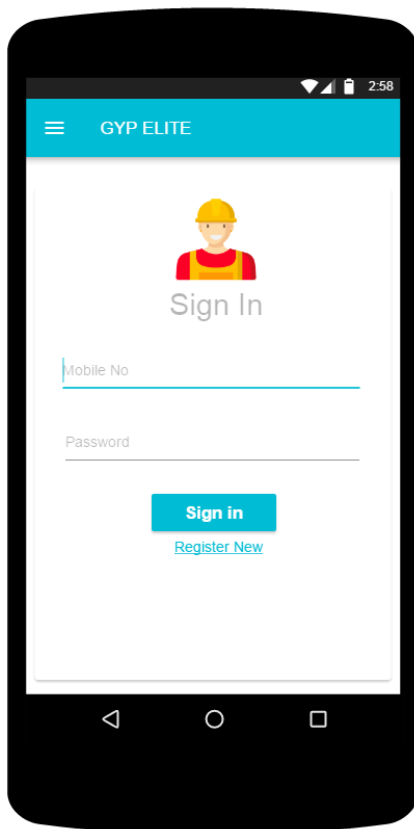 2:58
GYP ELITE
Sign In
Mobile No
Password
Sign in
Register New